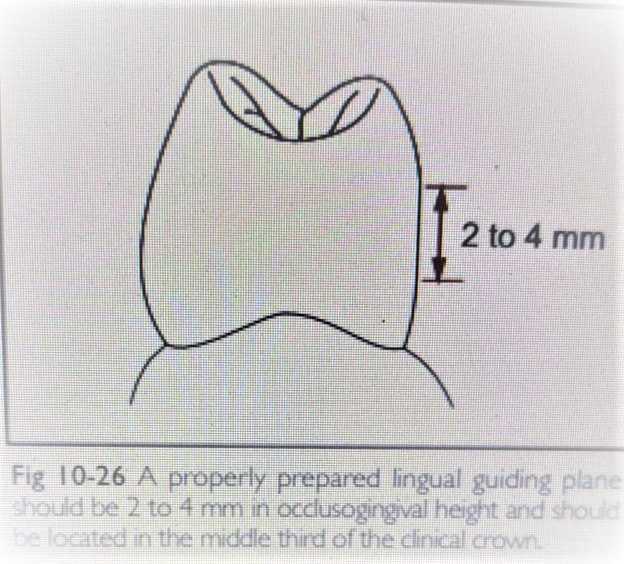 2 to 4 mm
Fig 10-26 A properly prepared lingual guiding plane
should be 2 to 4 mm in occlusogingival height and should
be located in the middle third of the clinical crown.